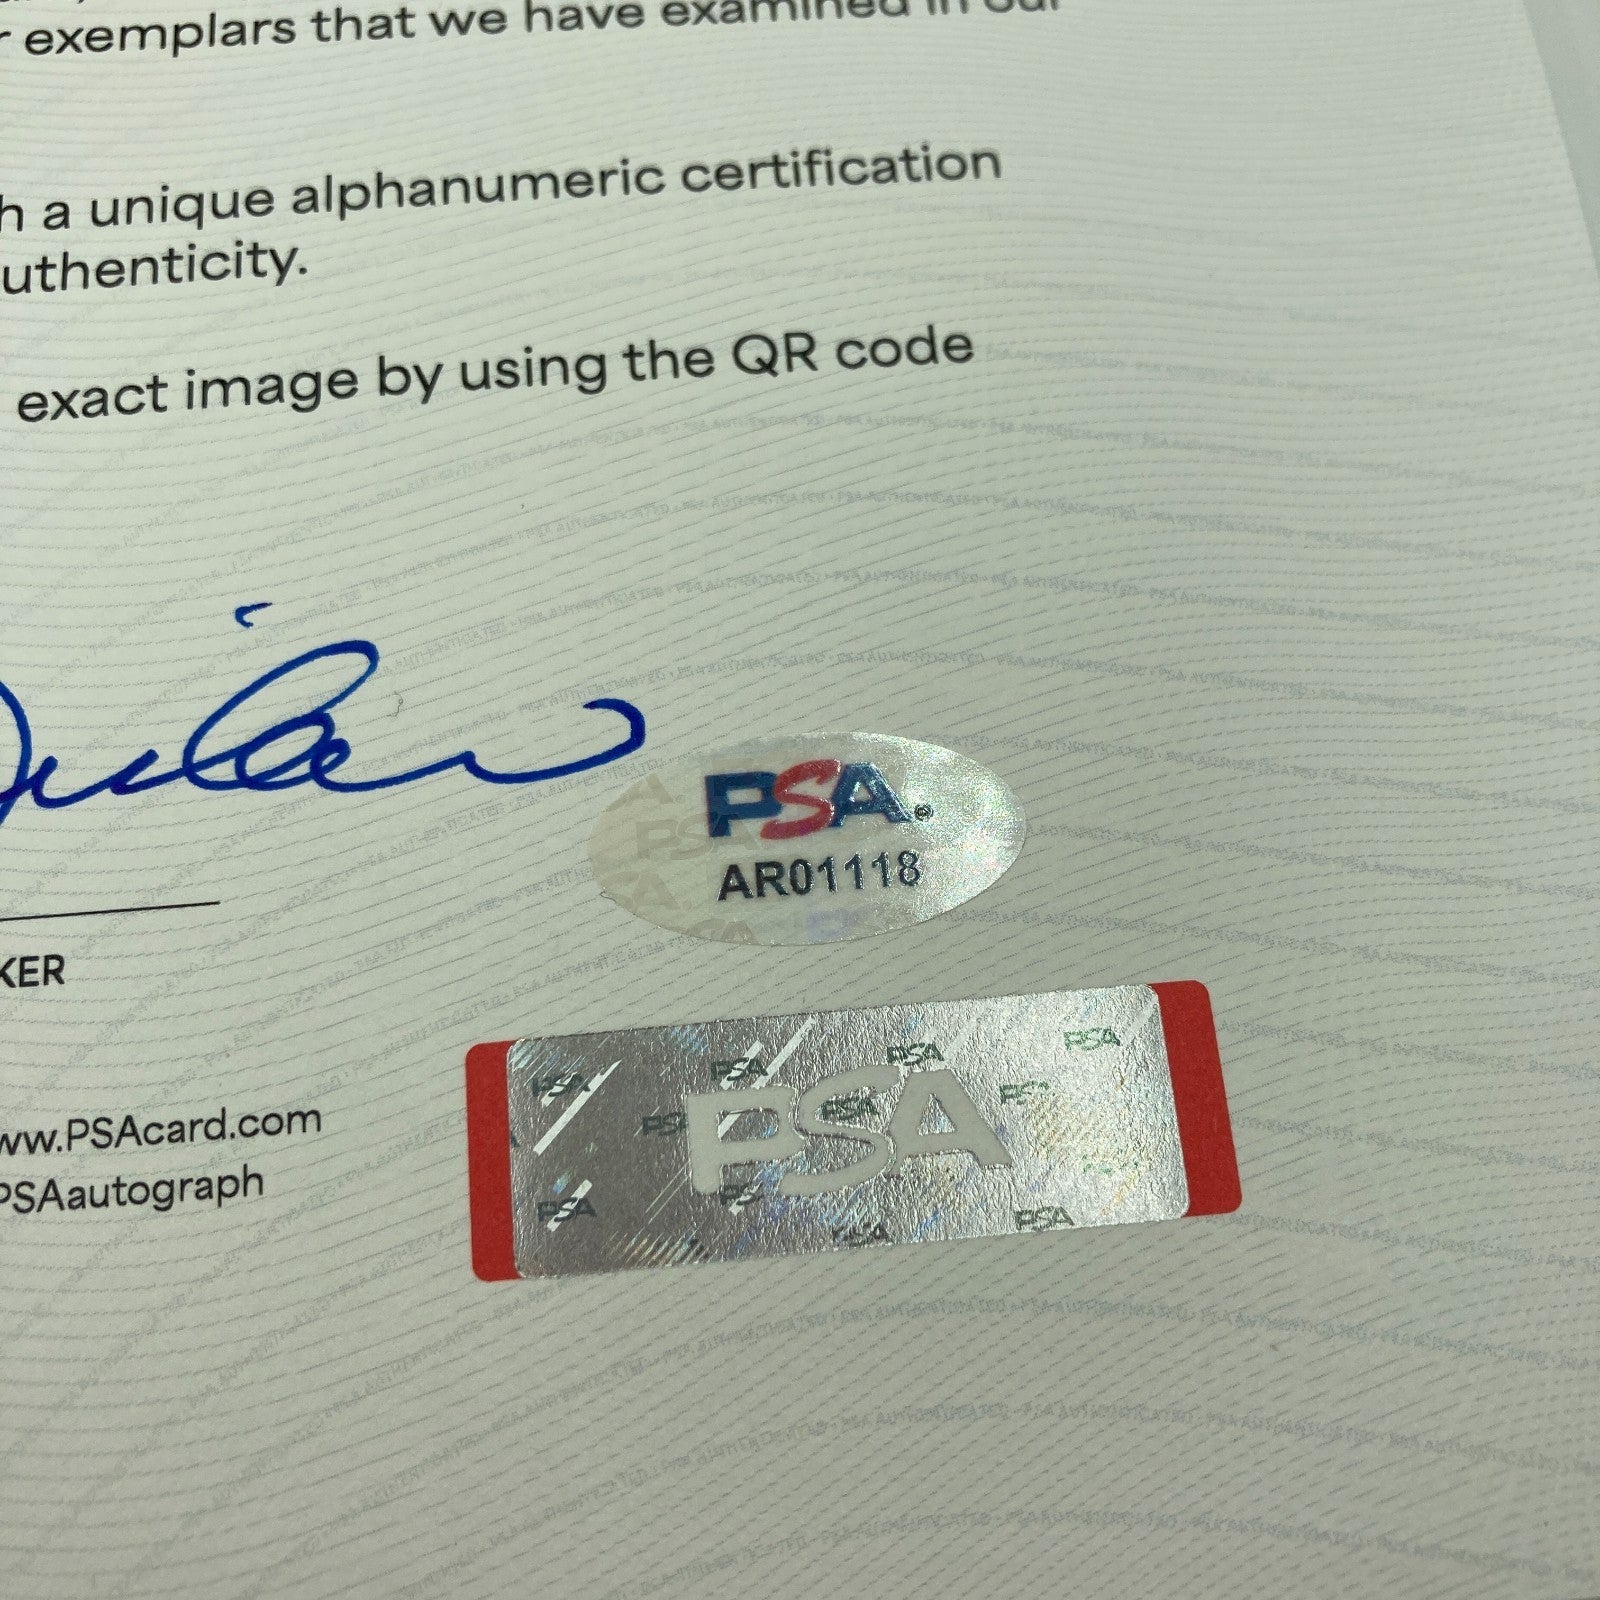 exemplars that we have examined in our
a unique alphanumeric certification
uthenticity.
exact image by using the QR code
PSA
AR01118
KER
ww.PSAcard.com
PSAautograph
PSA